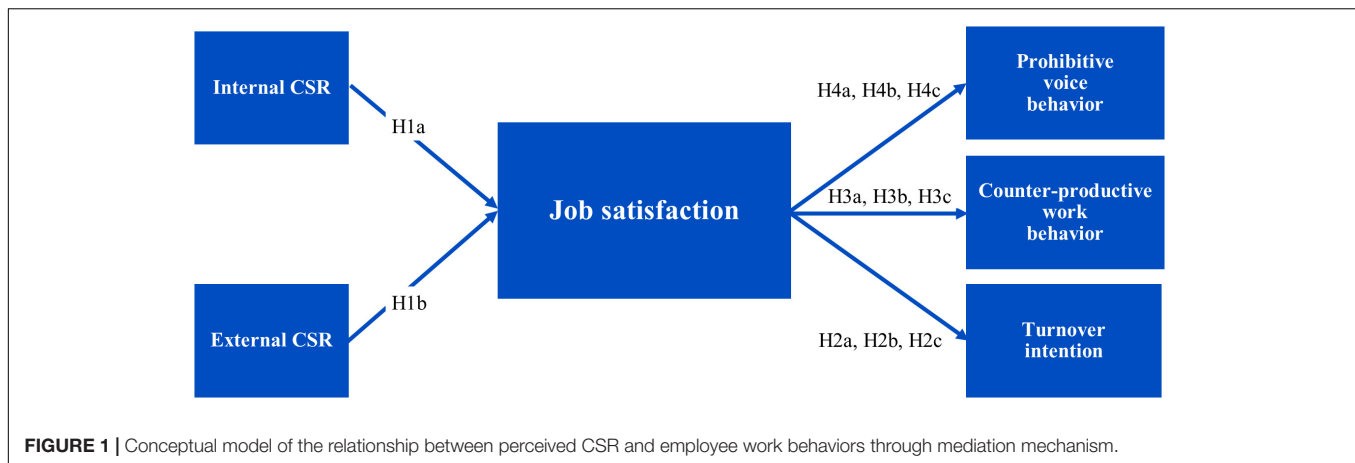 Internal CSR
H1a
External CSR
H1b
Job satisfaction
H4a, H4b, H4c
Prohibitive
voice
behavior
H3a, H3b, H3c
Counter-productive
work
behavior
H2a, H2b, H2c
Turnover
intention
FIGURE 1 | Conceptual model of the relationship between perceived CSR and employee work behaviors through mediation mechanism.